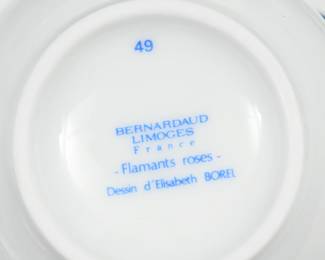 49
BERNARDAUD
LIMOGES
France
- Flamants roses -
Dessin d'Elisabeth BOREL